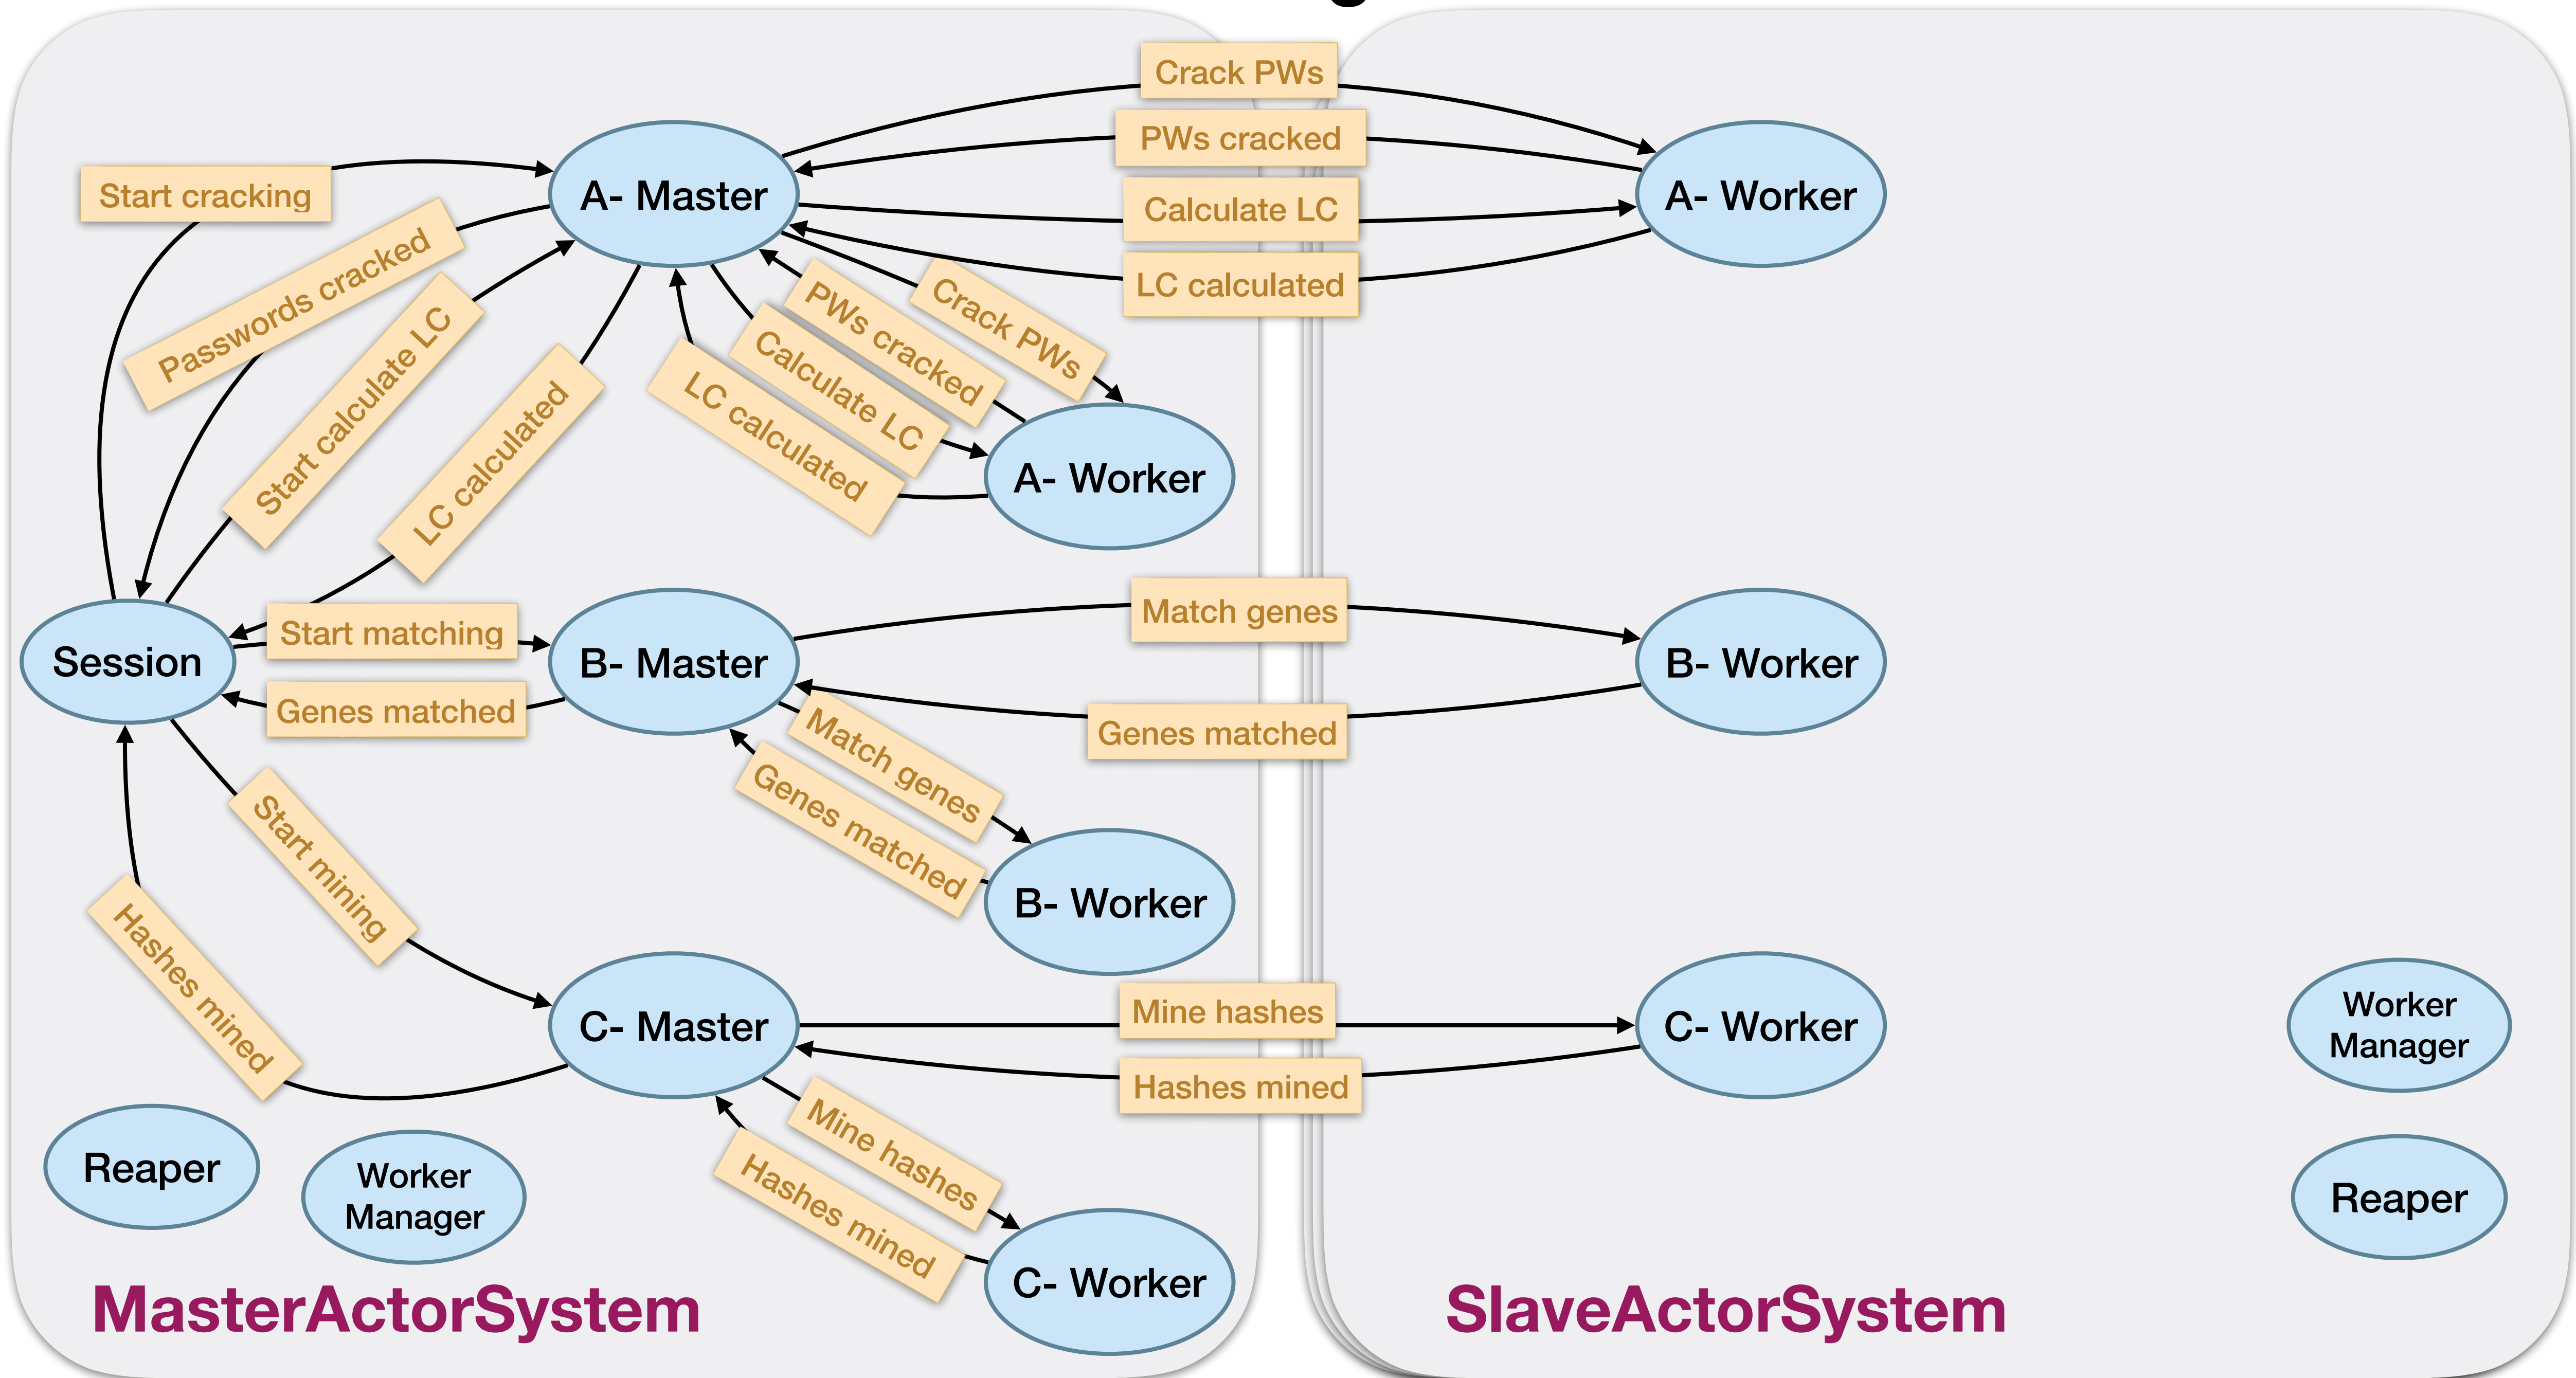 Crack PWs
PWs cracked
Calculate LC
LC calculated
Start cracking
Passwords cracked
Start calculate LC
LC calculated
A- Master
A- Worker
Crack PWs
PWs cracked
Calculate LC
LC calculated
A- Worker
Session
Start matching
Genes matched
B- Master
Match genes
Genes matched
B- Worker
Match genes
Genes matched
B- Worker
Start mining
Hashes mined
C- Master
Mine hashes
Hashes mined
C- Worker
Mine hashes
Hashes mined
C- Worker
Reaper
Worker
Manager
Worker
Manager
Reaper
MasterActorSystem
SlaveActorSystem